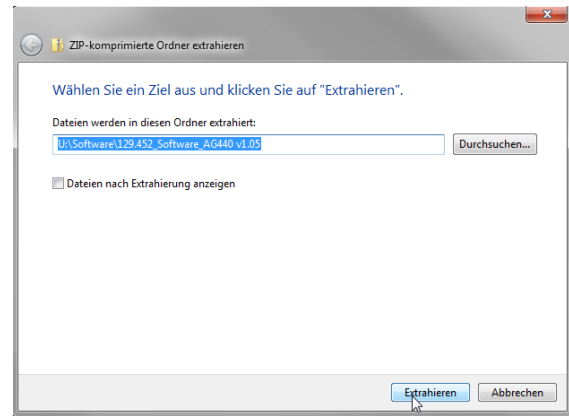 ZIP-komprimierte Ordner extrahieren
Wählen Sie ein Ziel aus und klicken Sie auf "Extrahieren".
Dateien werden in diesen Ordner extrahiert:
U:\Software\129.452_Software_AG440 v1.05
Durchsuchen...
Dateien nach Extrahierung anzeigen
Extrahieren
Abbrechen